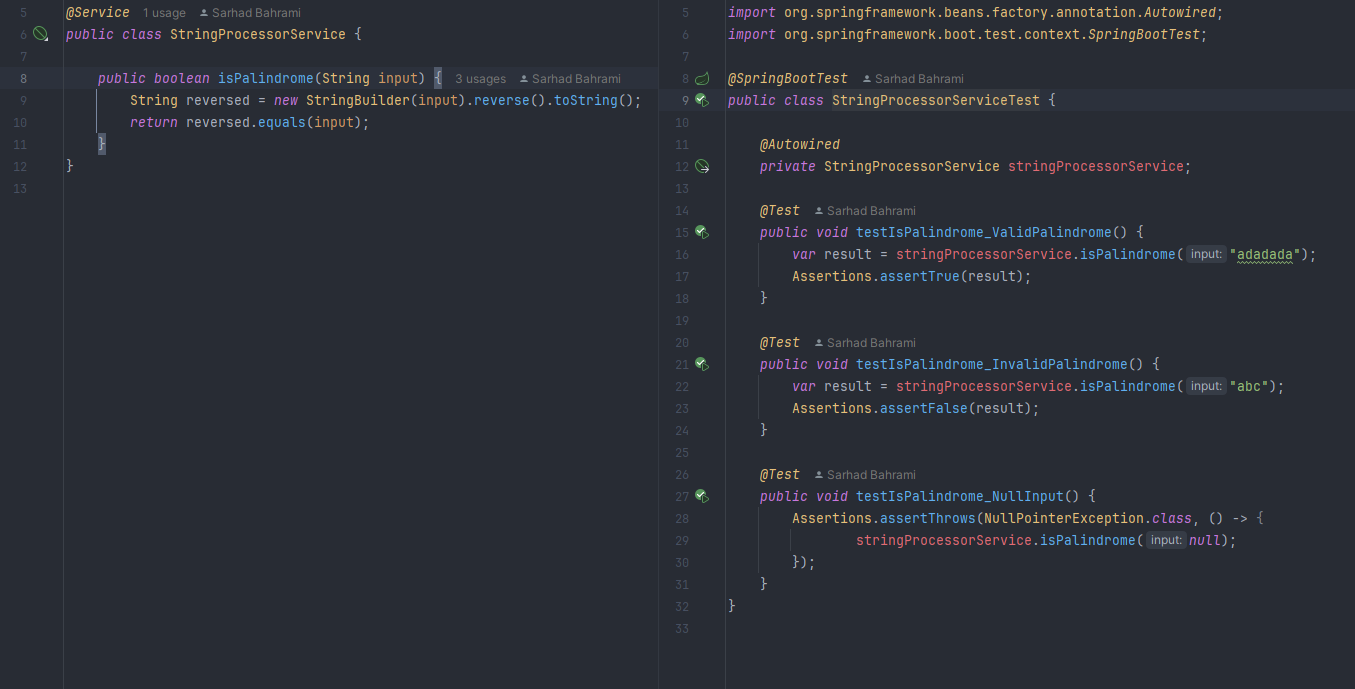 5 @Service 1 usage Sarhad Bahrami
6 public class StringProcessorService {
7
8 public boolean isPalindrome(String input) { 3 usages Sarhad Bahrami
9 String reversed = new StringBuilder(input).reverse().toString();
10 return reversed.equals(input);
11 }
12 }
13
5 import org.springframework.beans.factory.annotation.Autowired;
6 import org.springframework.boot.test.context.SpringBootTest;
7
8 @SpringBootTest Sarhad Bahrami
9 public class StringProcessorServiceTest {
10
11 @Autowired
12 private StringProcessorService stringProcessorService;
13
14 @Test Sarhad Bahrami
15 public void testIsPalindrome_ValidPalindrome() {
16 var result = stringProcessorService.isPalindrome( input: "adadada");
17 Assertions.assertTrue(result);
18 }
19
20 @Test Sarhad Bahrami
21 public void testIsPalindrome_InvalidPalindrome() {
22 var result = stringProcessorService.isPalindrome( input: "abc");
23 Assertions.assertFalse(result);
24 }
25
26 @Test Sarhad Bahrami
27 public void testIsPalindrome_NullInput() {
28 Assertions.assertThrows(NullPointerException.class, () -> {
29 stringProcessorService.isPalindrome( input: null);
30 });
31 }
32 }
33